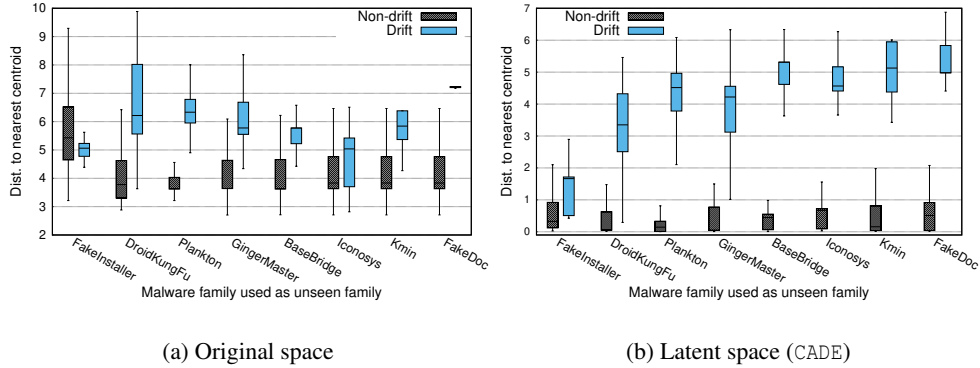 Non-drift
Drift
Dist. to nearest centroid
10
9
8
7
6
5
4
3
2
FakeInstaller
DroidKungFu
Plankton
GingerMaster
BaseBridge
Iconosys
Kmin
FakeDoc
Malware family used as unseen family
(a) Original space
Non-drift
Drift
Dist. to nearest centroid
7
6
5
4
3
2
1
0
FakeInstaller
DroidKungFu
Plankton
GingerMaster
BaseBridge
Iconosys
Kmin
FakeDoc
Malware family used as unseen family
(b) Latent space (CADE)